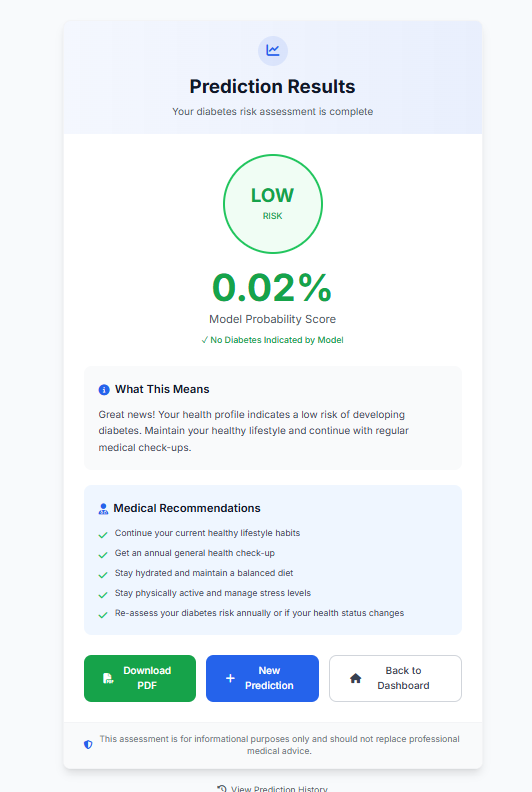 Prediction Results
Your diabetes risk assessment is complete
LOW
RISK
0.02%
Model Probability Score
✓ No Diabetes Indicated by Model
What This Means
Great news! Your health profile indicates a low risk of developing
diabetes. Maintain your healthy lifestyle and continue with regular
medical check-ups.
Medical Recommendations
Continue your current healthy lifestyle habits
Get an annual general health check-up
Stay hydrated and maintain a balanced diet
Stay physically active and manage stress levels
Re-assess your diabetes risk annually or if your health status changes
Download
PDF
New
Prediction
Back to
Dashboard
This assessment is for informational purposes only and should not replace professional
medical advice.
View Prediction History